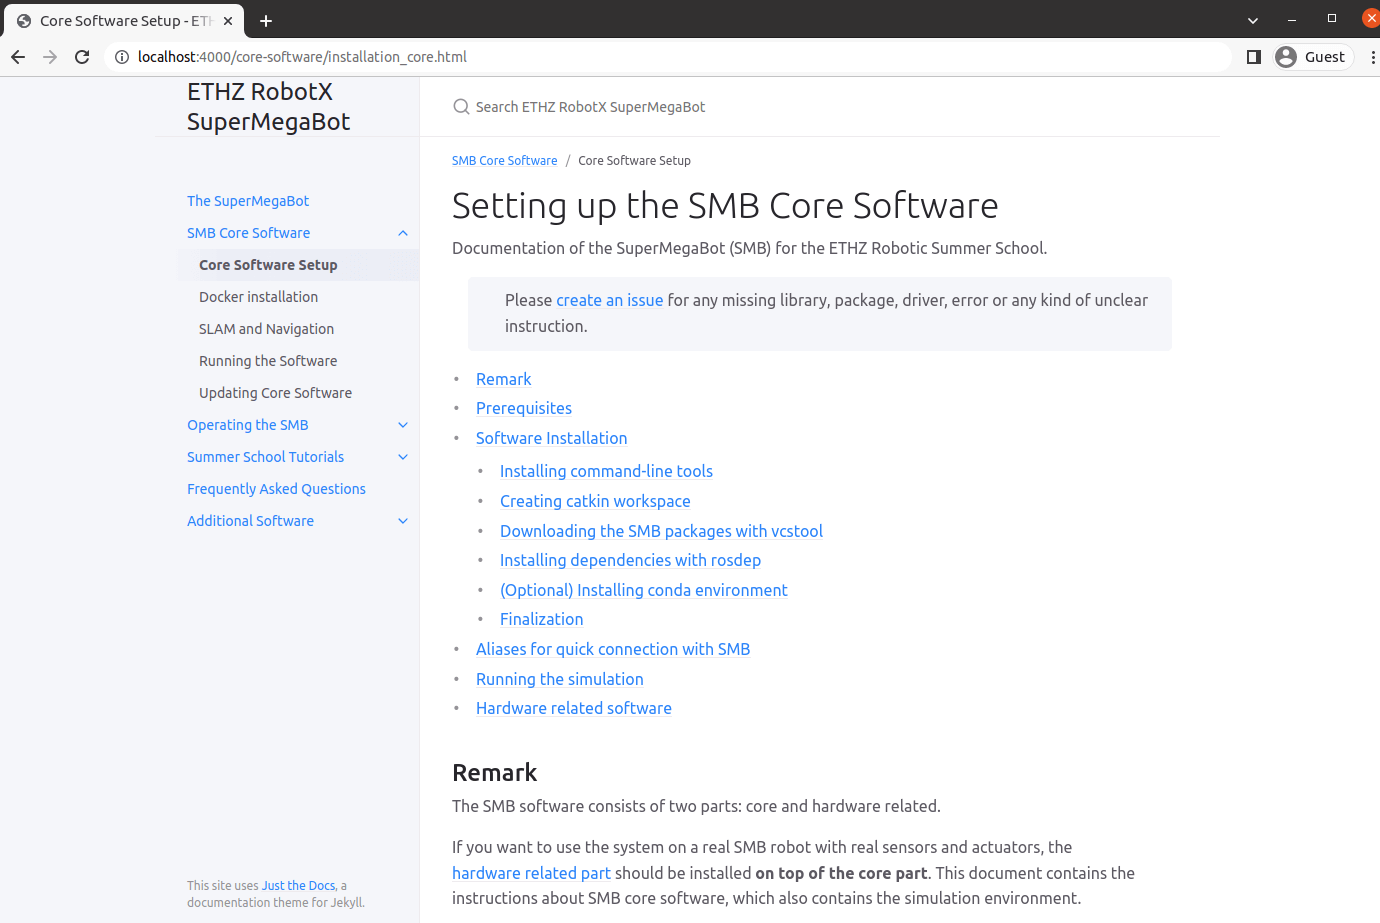 Core Software Setup - ETH
Guest
localhost:4000/core-software/installation_core.html
ETHZ RobotX
SuperMegaBot
Search ETHZ RobotX SuperMegaBot
The SuperMegaBot
SMB Core Software
Core Software Setup
Docker installation
SLAM and Navigation
Running the Software
Updating Core Software
Operating the SMB
Summer School Tutorials
Frequently Asked Questions
Additional Software
This site uses Just the Docs, a
documentation theme for Jekyll.
SMB Core Software / Core Software Setup
Setting up the SMB Core Software
Documentation of the SuperMegaBot (SMB) for the ETHZ Robotic Summer School.
Please create an issue for any missing library, package, driver, error or any kind of unclear
instruction.
• Remark
• Prerequisites
• Software Installation
• Installing command-line tools
• Creating catkin workspace
• Downloading the SMB packages with vcstool
• Installing dependencies with rosdep
• (Optional) Installing conda environment
• Finalization
• Aliases for quick connection with SMB
• Running the simulation
• Hardware related software
Remark
The SMB software consists of two parts: core and hardware related.
If you want to use the system on a real SMB robot with real sensors and actuators, the
hardware related part should be installed on top of the core part. This document contains the
instructions about SMB core software, which also contains the simulation environment.